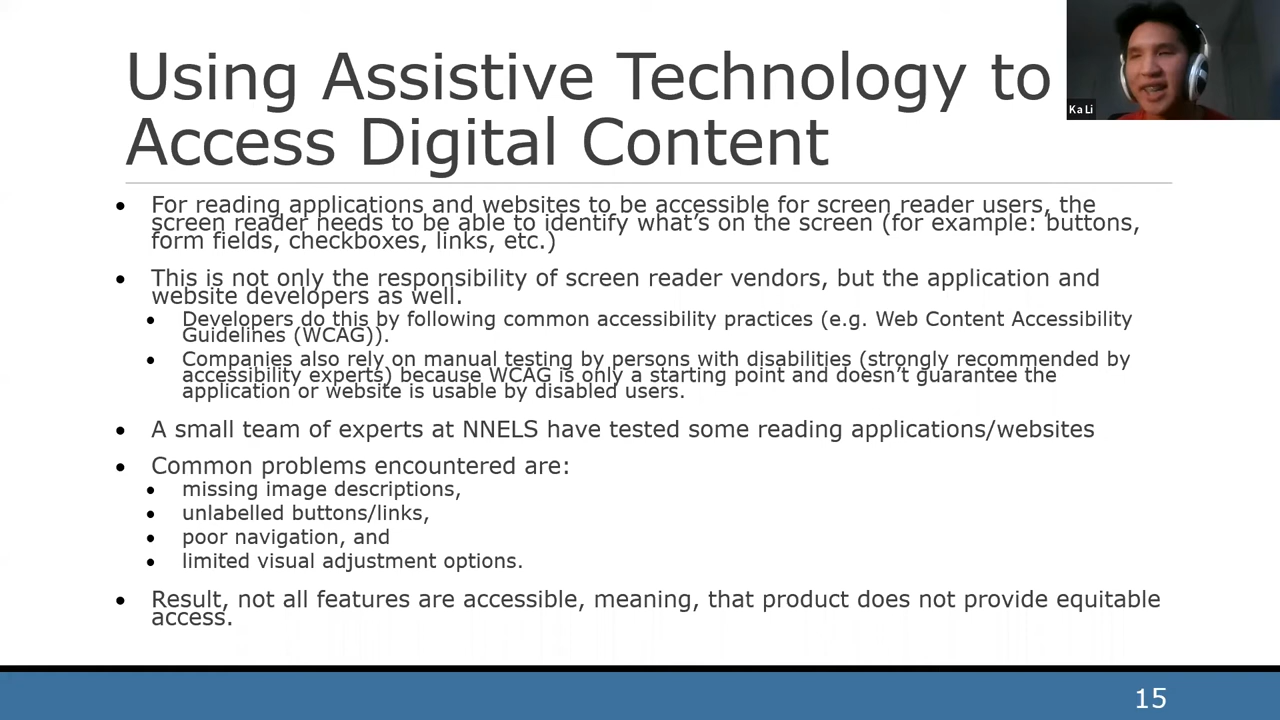 Using Assistive Technology to
Access Digital Content
Ka Li
• For reading applications and websites to be accessible for screen reader users, the
screen reader needs to be able to identify what’s on the screen (for example: buttons,
form fields, checkboxes, links, etc.)
• This is not only the responsibility of screen reader vendors, but the application and
website developers as well.
• Developers do this by following common accessibility practices (e.g. Web Content Accessibility
Guidelines (WCAG)).
• Companies also rely on manual testing by persons with disabilities (strongly recommended by
accessibility experts) because WCAG is only a starting point and doesn’t guarantee the
application or website is usable by disabled users.
• A small team of experts at NNELS have tested some reading applications/websites
• Common problems encountered are:
• missing image descriptions,
• unlabelled buttons/links,
• poor navigation, and
• limited visual adjustment options.
• Result, not all features are accessible, meaning, that product does not provide equitable
access.
15